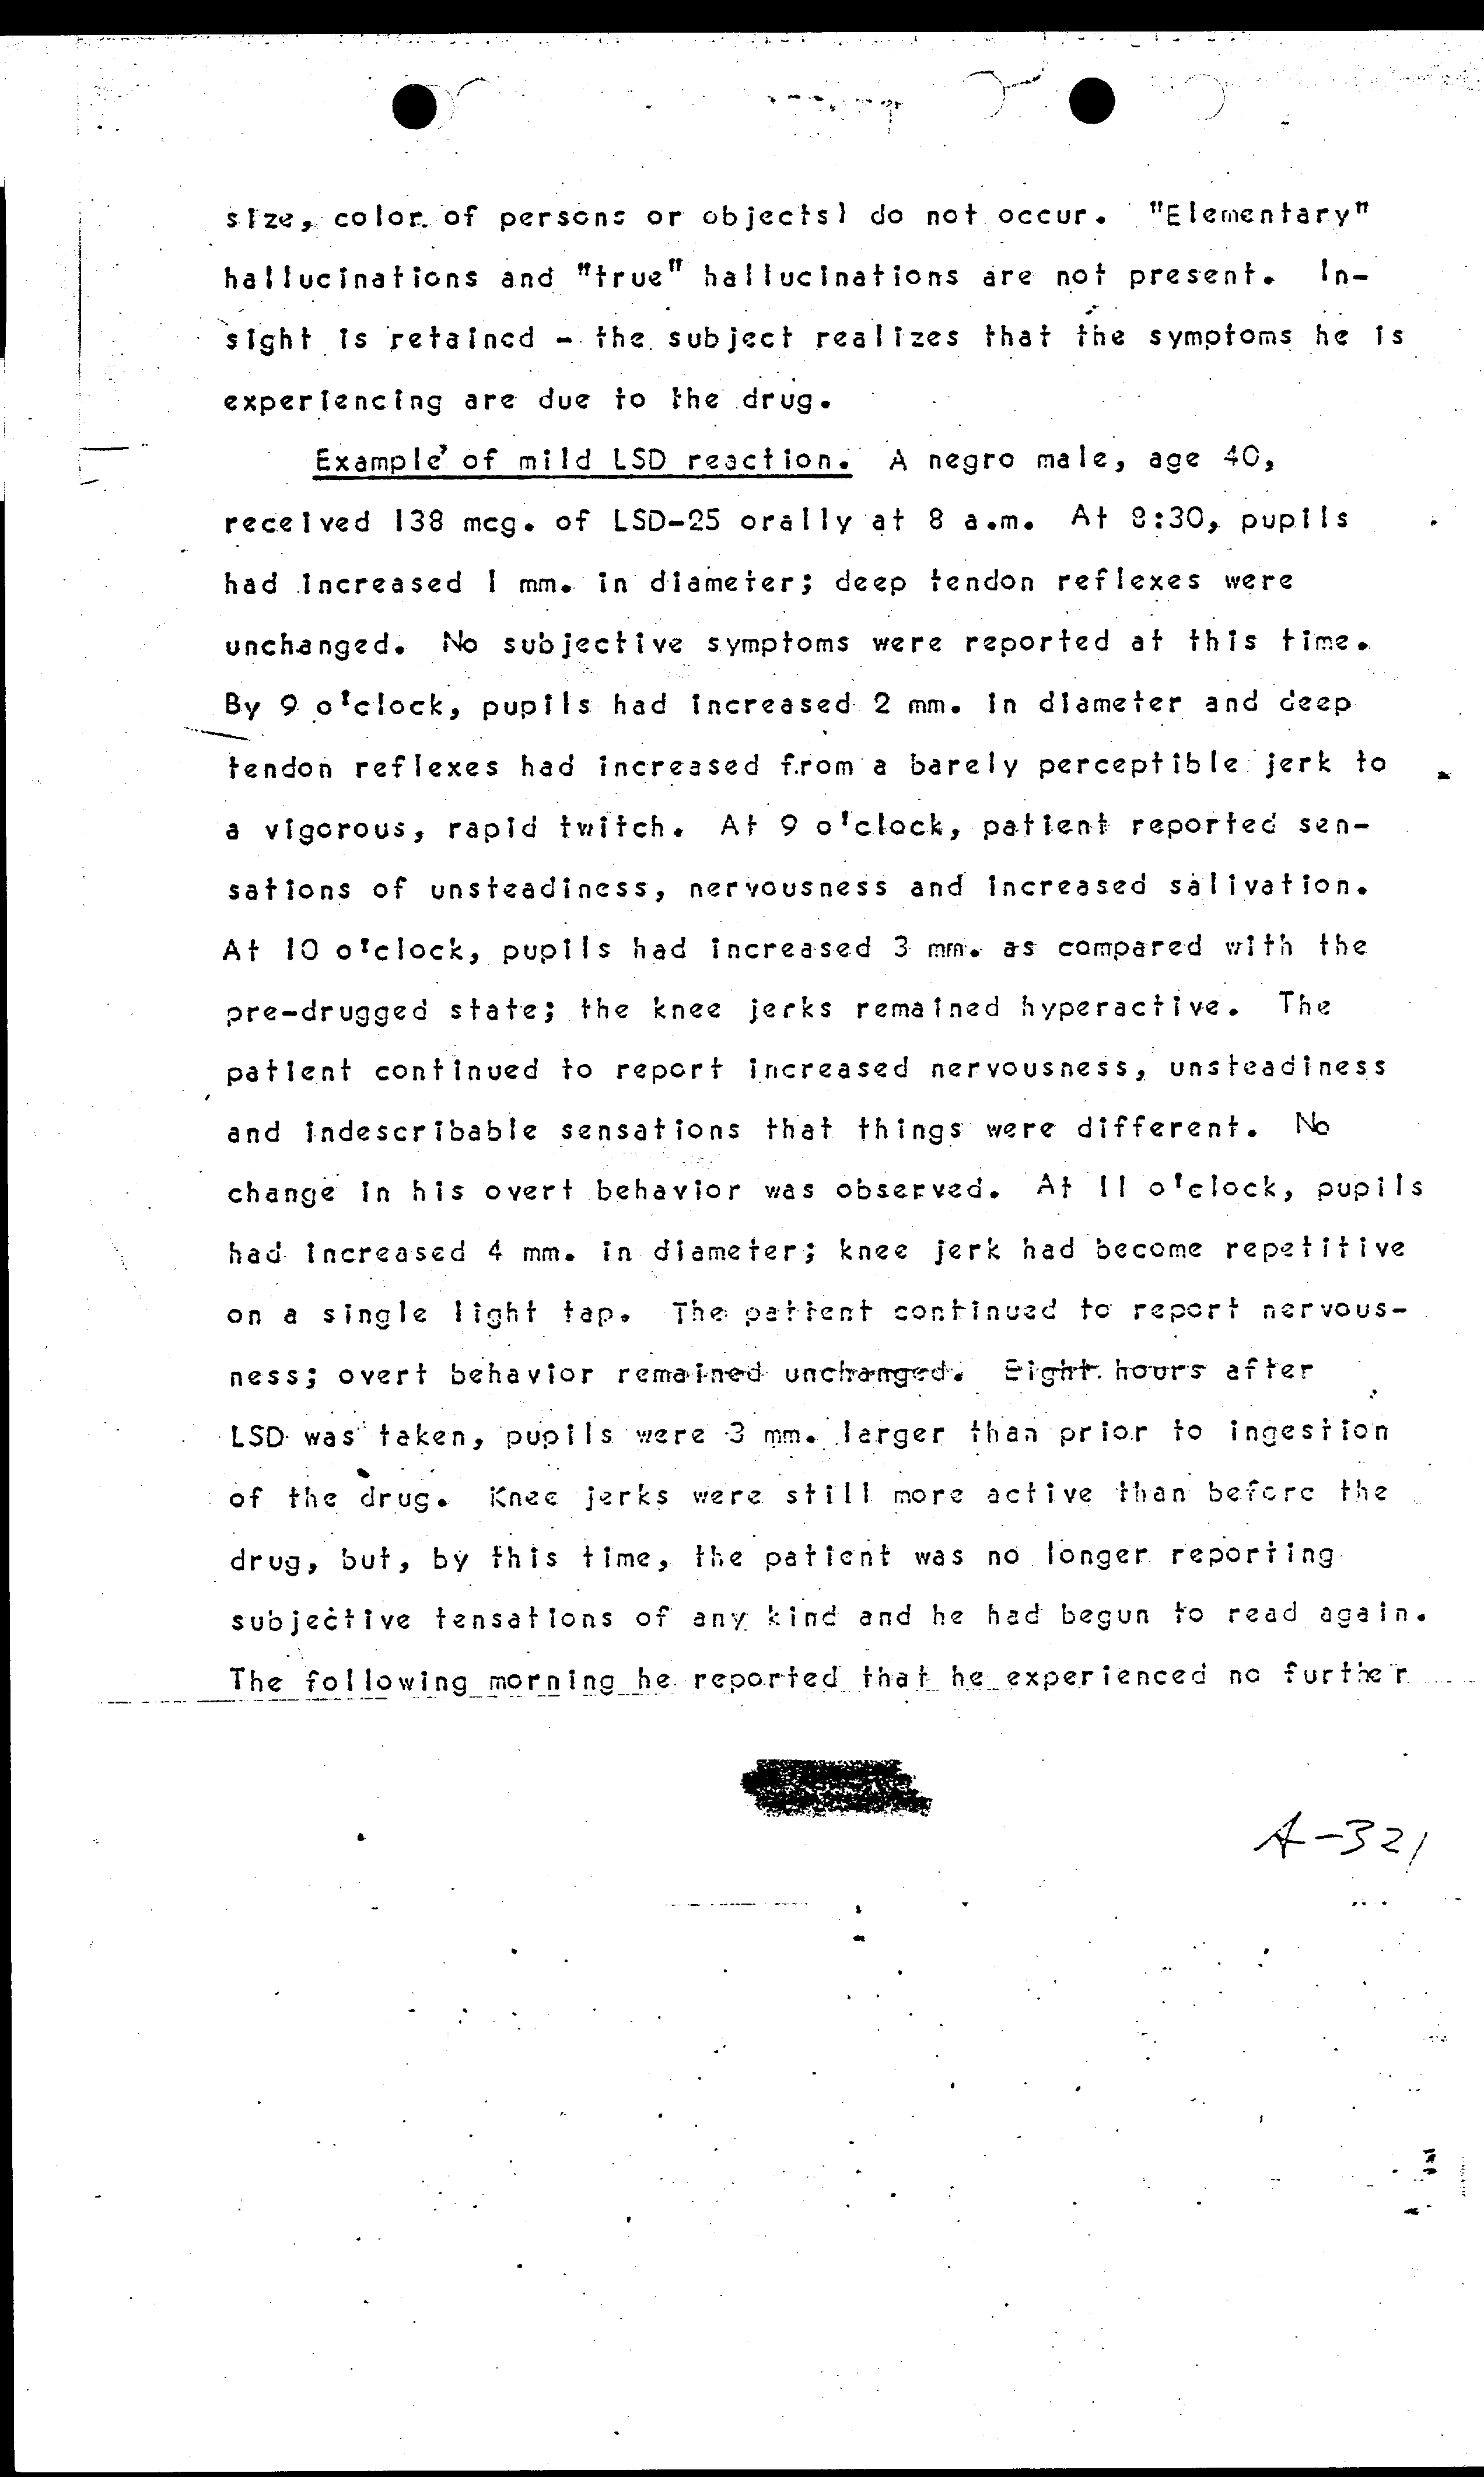 size, color of persons or objects) do not occur. "Elementary"
hallucinations and "true" hallucinations are not present. In-
sight is retained - the subject realizes that the symptoms he is
experiencing are due to the drug.
Example of mild LSD reaction. A negro male, age 40,
received 138 mcg. of LSD-25 orally at 8 a.m. At 8:30, pupils
had increased 1 mm. in diameter; deep tendon reflexes were
unchanged. No subjective symptoms were reported at this time.
By 9 o'clock, pupils had increased 2 mm. in diameter and deep
tendon reflexes had increased from a barely perceptible jerk to
a vigorous, rapid twitch. At 9 o'clock, patient reported sen-
sations of unsteadiness, nervousness and increased salivation.
At 10 o'clock, pupils had increased 3 mm. as compared with the
pre-drugged state; the knee jerks remained hyperactive. The
patient continued to report increased nervousness, unsteadiness
and indescribable sensations that things were different. No
change in his overt behavior was observed. At 11 o'clock, pupils
had increased 4 mm. in diameter; knee jerk had become repetitive
on a single light tap. The patient continued to report nervous-
ness; overt behavior remained unchanged. Eight hours after
LSD was taken, pupils were 3 mm. larger than prior to ingestion
of the drug. Knee jerks were still more active than before the
drug, but, by this time, the patient was no longer reporting
subjective tensations of any kind and he had begun to read again.
The following morning he reported that he experienced no further
A-321